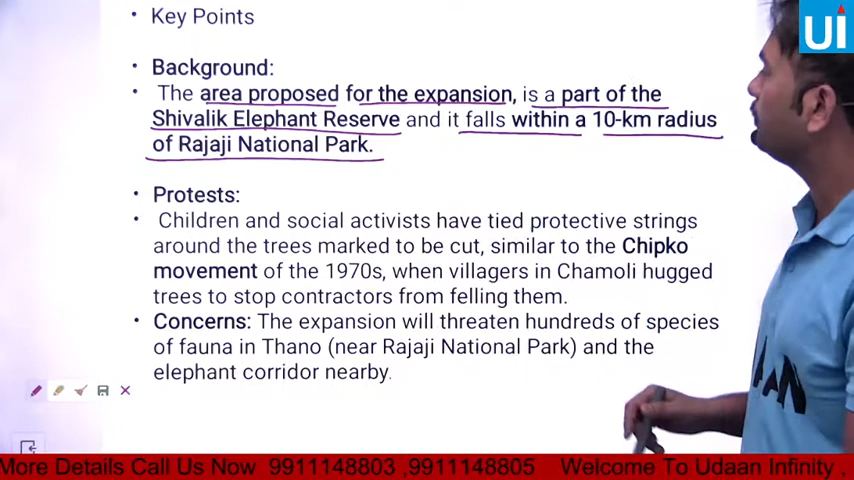 Key Points
UI
Background:
The area proposed for the expansion, is a part of the
Shivalik Elephant Reserve and it falls within a 10-km radius
of Rajaji National Park.
Protests:
Children and social activists have tied protective strings
around the trees marked to be cut, similar to the Chipko
movement of the 1970s, when villagers in Chamoli hugged
trees to stop contractors from felling them.
Concerns: The expansion will threaten hundreds of species
of fauna in Thano (near Rajaji National Park) and the
elephant corridor nearby.
More Details Call Us Now 9911148803 ,9911148805 Welcome To Udaan Infinity ,